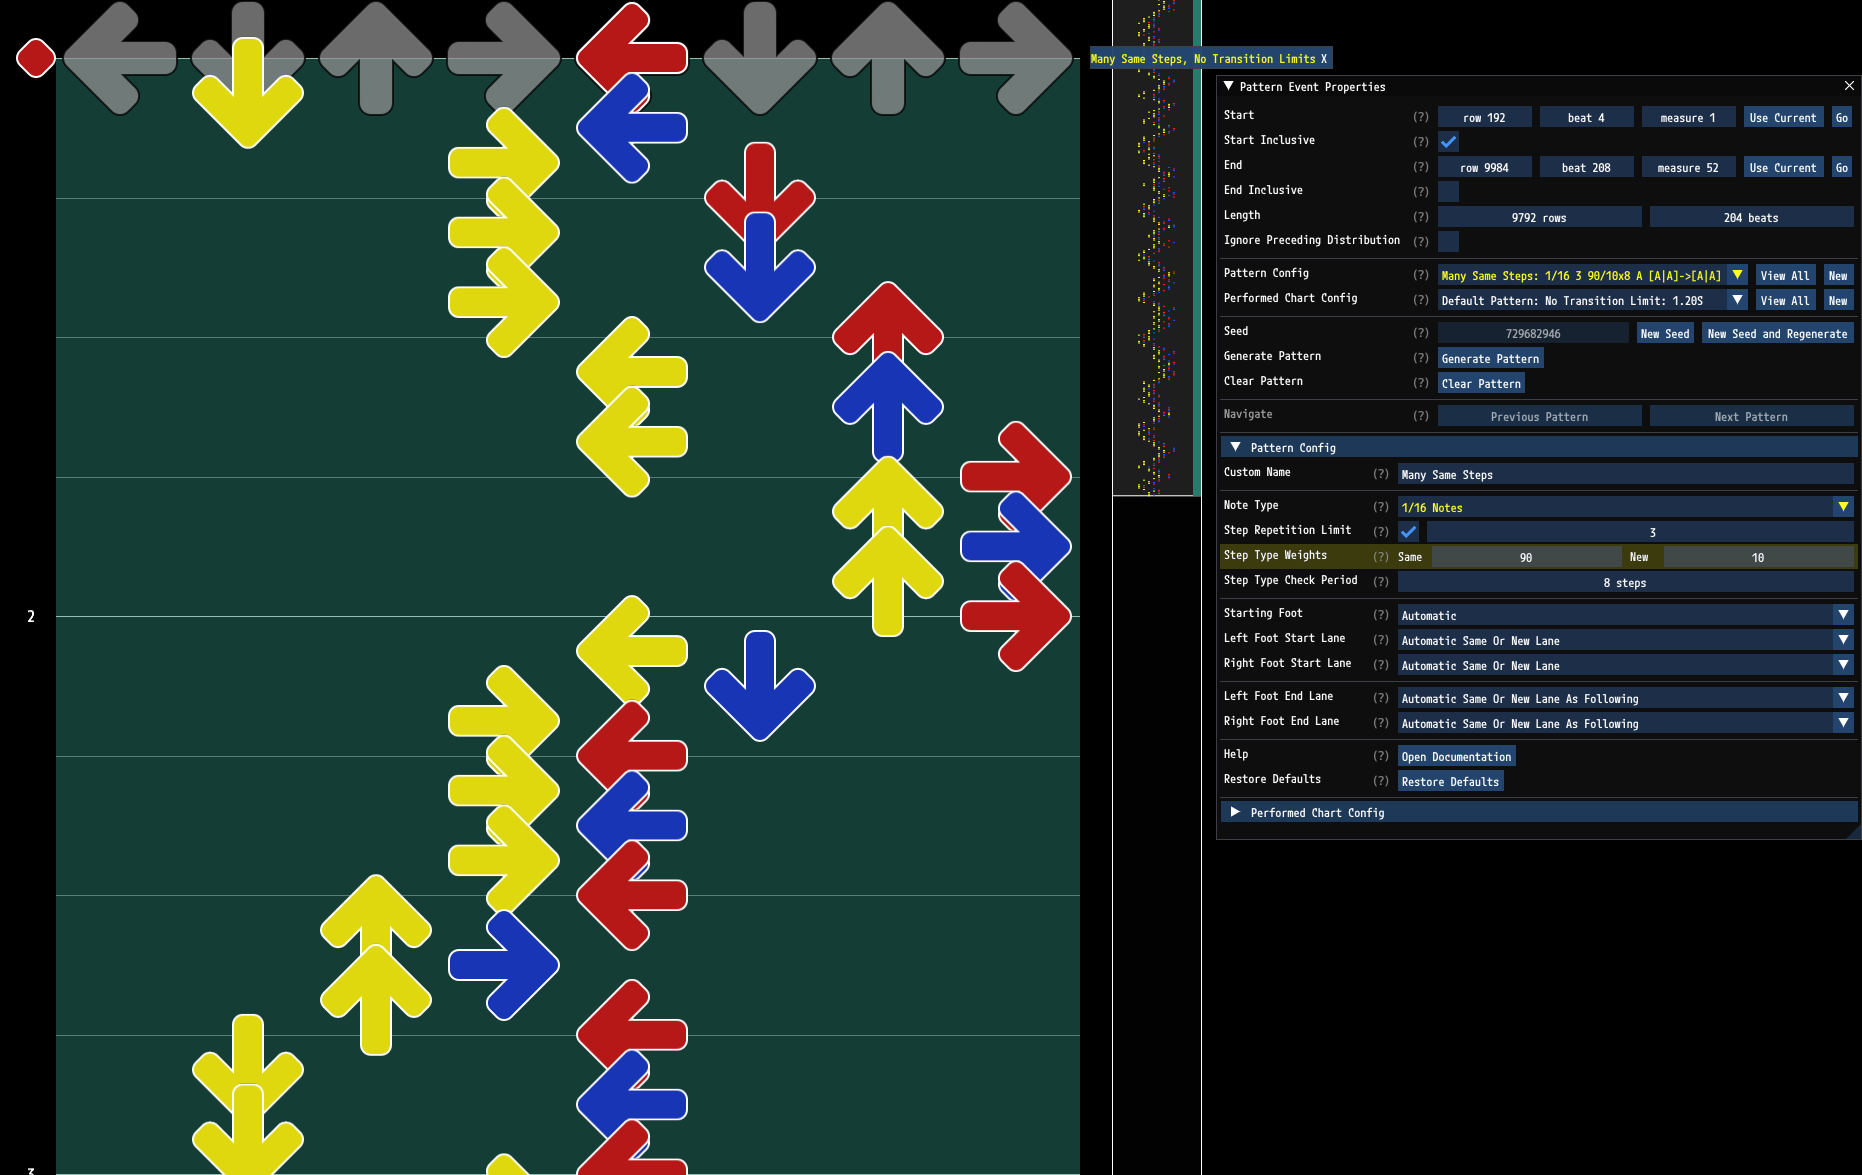 Many Same Steps, No Transition Limits X
Pattern Event Properties
Start (?) row 192 beat 4 measure 1 Use Current Go
Start Inclusive (?)
End (?) row 9984 beat 208 measure 52 Use Current Go
End Inclusive (?)
Length (?) 9792 rows 204 beats
Ignore Preceding Distribution (?)
Pattern Config (?) Many Same Steps: 1/16 3 90/10x8 A [A|A]->[A|A] View All New
Performed Chart Config (?) Default Pattern: No Transition Limit: 1.20S View All New
Seed (?) 729682946 New Seed New Seed and Regenerate
Generate Pattern (?) Generate Pattern
Clear Pattern (?) Clear Pattern
Navigate (?) Previous Pattern Next Pattern
Pattern Config
Custom Name (?) Many Same Steps
Note Type (?) 1/16 Notes
Step Repetition Limit (?) 3
Step Type Weights (?) Same 90 New 10
Step Type Check Period (?) 8 steps
Starting Foot (?) Automatic
Left Foot Start Lane (?) Automatic Same Or New Lane
Right Foot Start Lane (?) Automatic Same Or New Lane
Left Foot End Lane (?) Automatic Same Or New Lane As Following
Right Foot End Lane (?) Automatic Same Or New Lane As Following
Help (?) Open Documentation
Restore Defaults (?) Restore Defaults
Performed Chart Config
2
3